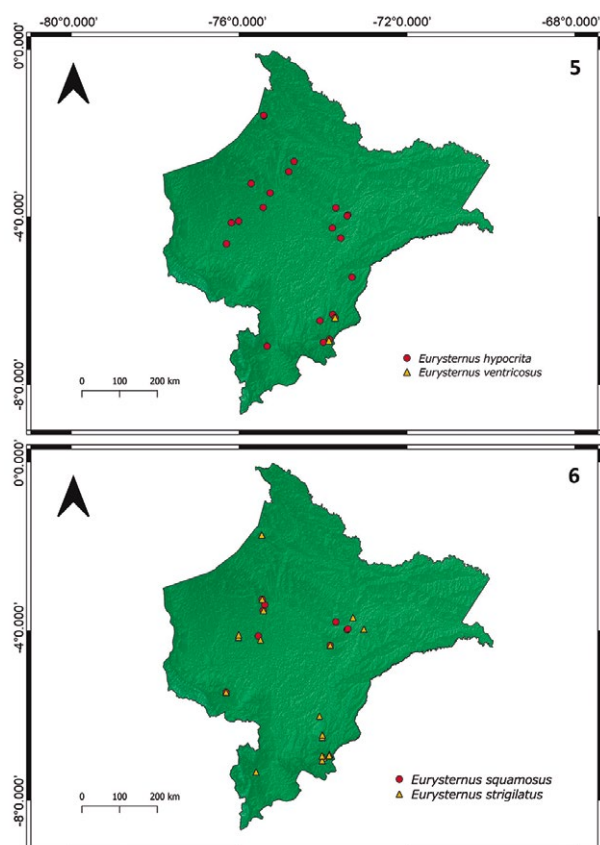 -80°0.000' -76°0.000' -72°0.000' -68°0.000'
0°0.000'
5
-4°0.000'
Eurysternus hypocrita
Eurysternus ventricosus
0 100 200 km
-8°0.000'
0°0.000'
6
-4°0.000'
Eurysternus squamosus
Eurysternus strigilatus
0 100 200 km
-8°0.000'